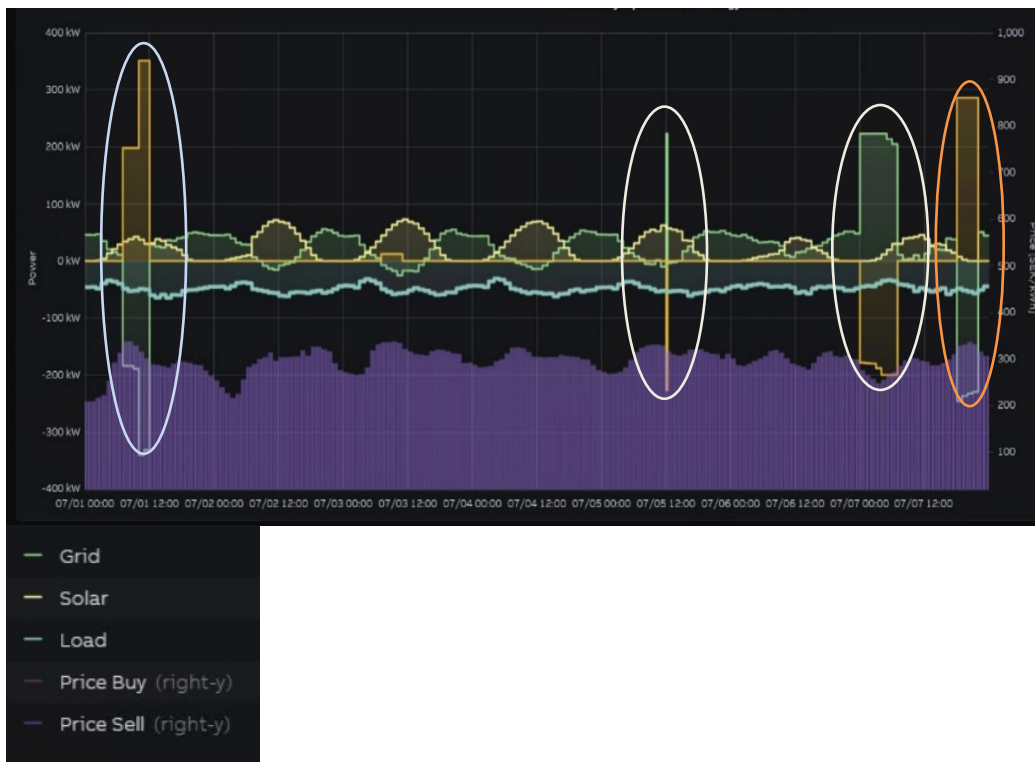 400 kW
300 kW
200 kW
100 kW
0 kW
-100 kW
-200 kW
-300 kW
-400 kW
Power
1,000
900
800
700
600
500
400
300
200
100
07/01 00:00 07/01 12:00 07/02 00:00 07/02 12:00 07/03 00:00 07/03 12:00 07/04 00:00 07/04 12:00 07/05 00:00 07/05 12:00 07/06 00:00 07/06 12:00 07/07 00:00 07/07 12:00
Grid
Solar
Load
Price Buy (right-y)
Price Sell (right-y)